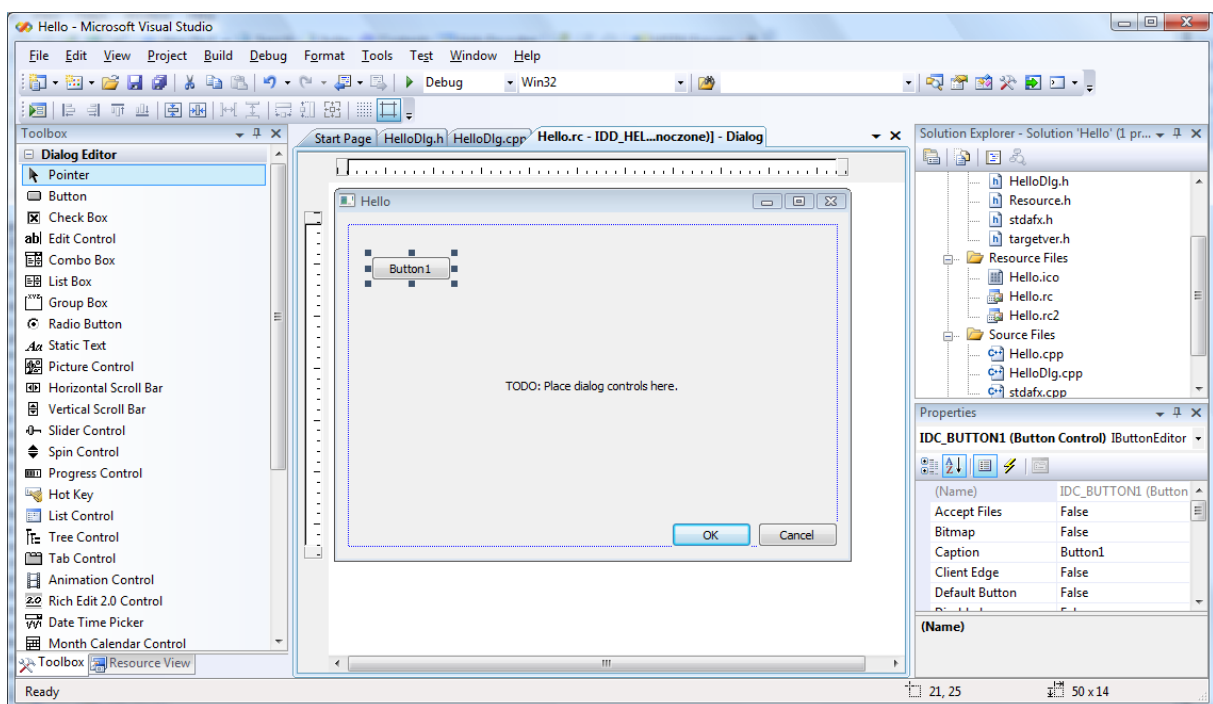 Hello - Microsoft Visual Studio
File Edit View Project Build Debug Format Tools Test Window Help
Debug Win32
Toolbox
Dialog Editor
Pointer
Button
Check Box
ab| Edit Control
Combo Box
List Box
XYZ Group Box
Radio Button
Aa Static Text
Picture Control
Horizontal Scroll Bar
Vertical Scroll Bar
Slider Control
Spin Control
Progress Control
Hot Key
List Control
Tree Control
Tab Control
Animation Control
2.0 Rich Edit 2.0 Control
Date Time Picker
Month Calendar Control
Toolbox Resource View
Start Page HelloDlg.h HelloDlg.cpp Hello.rc - IDD_HEL...noczone)] - Dialog
Hello
Button1
TODO: Place dialog controls here.
OK Cancel
Solution Explorer - Solution 'Hello' (1 pr...
HelloDlg.h
Resource.h
stdafx.h
targetver.h
Resource Files
Hello.ico
Hello.rc
Hello.rc2
Source Files
Hello.cpp
HelloDlg.cpp
stdafx.cpp
Properties
IDC_BUTTON1 (Button Control) IButtonEditor
(Name) IDC_BUTTON1 (Button
Accept Files False
Bitmap False
Caption Button1
Client Edge False
Default Button False
(Name)
Ready 21, 25 50 x 14